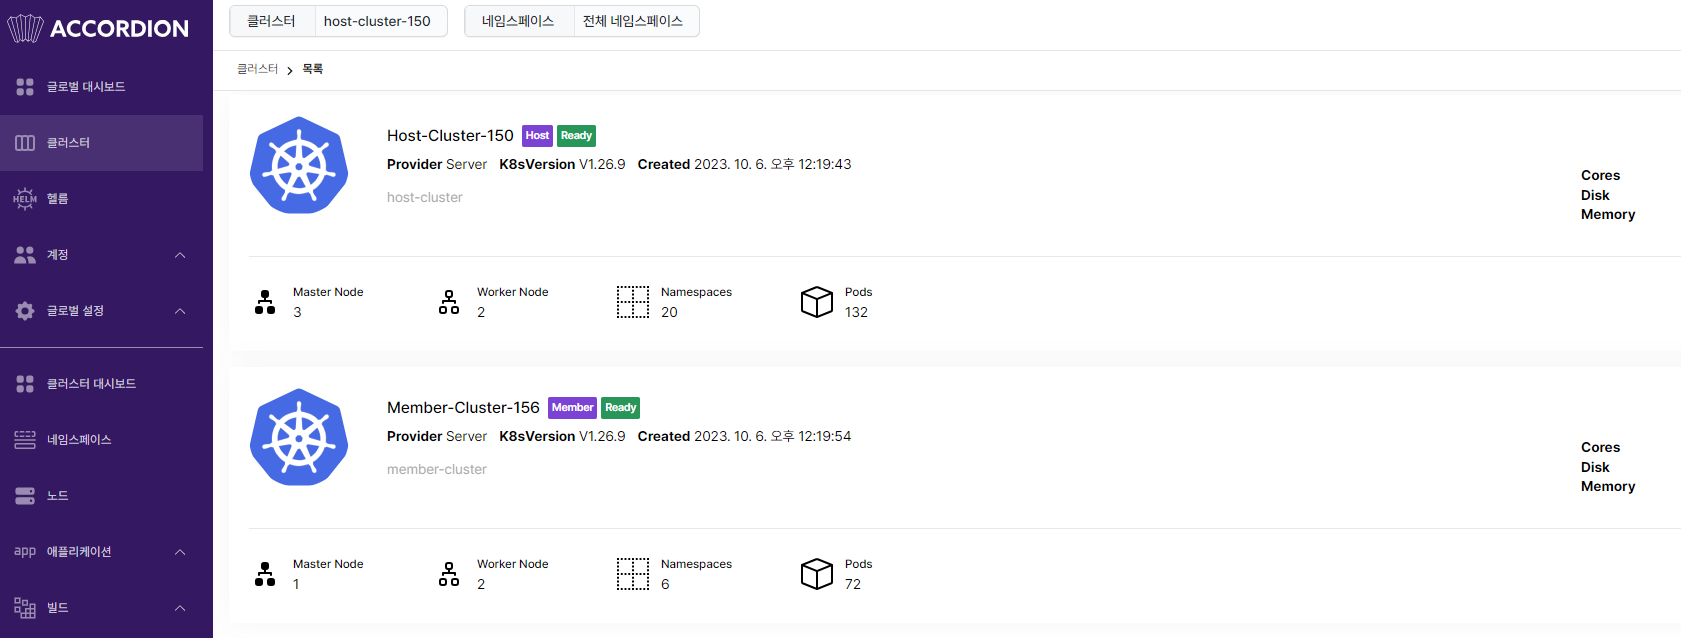 ACCORDION
글로벌 대시보드
클러스터
HELM 헬름
계정
글로벌 설정
클러스터 대시보드
네임스페이스
노드
app 애플리케이션
빌드
클러스터 host-cluster-150 네임스페이스 전체 네임스페이스
클러스터 > 목록
Host-Cluster-150 Host Ready
Provider Server K8sVersion V1.26.9 Created 2023. 10. 6. 오후 12:19:43
host-cluster
Cores
Disk
Memory
Master Node Worker Node Namespaces Pods
3 2 20 132
Member-Cluster-156 Member Ready
Provider Server K8sVersion V1.26.9 Created 2023. 10. 6. 오후 12:19:54
member-cluster
Cores
Disk
Memory
Master Node Worker Node Namespaces Pods
1 2 6 72